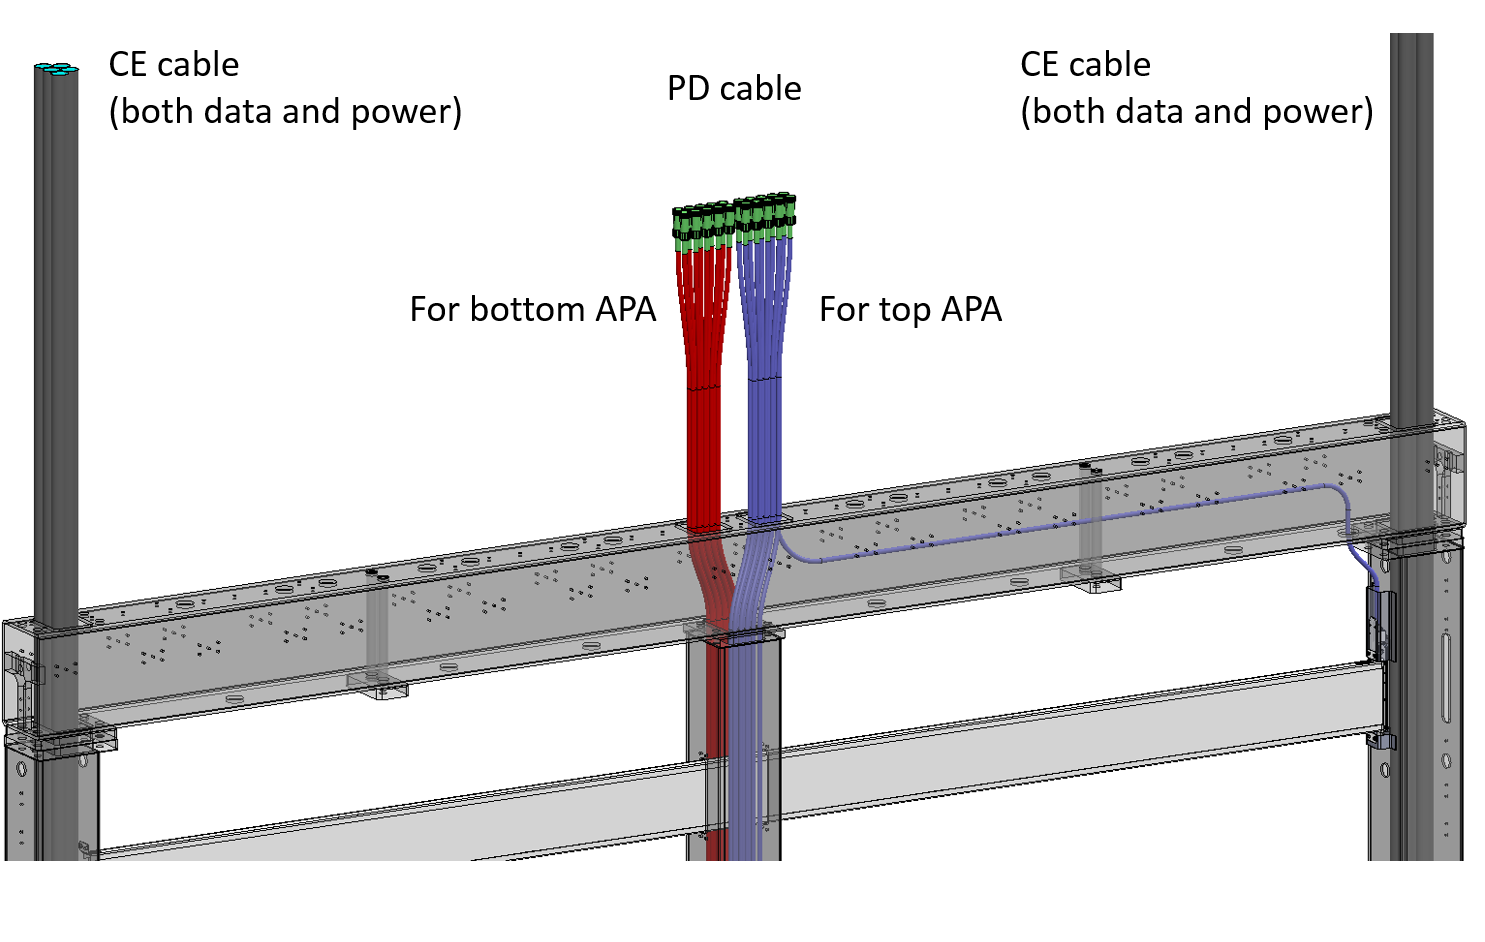 CE cable
(both data and power)
PD cable
CE cable
(both data and power)
For bottom APA
For top APA